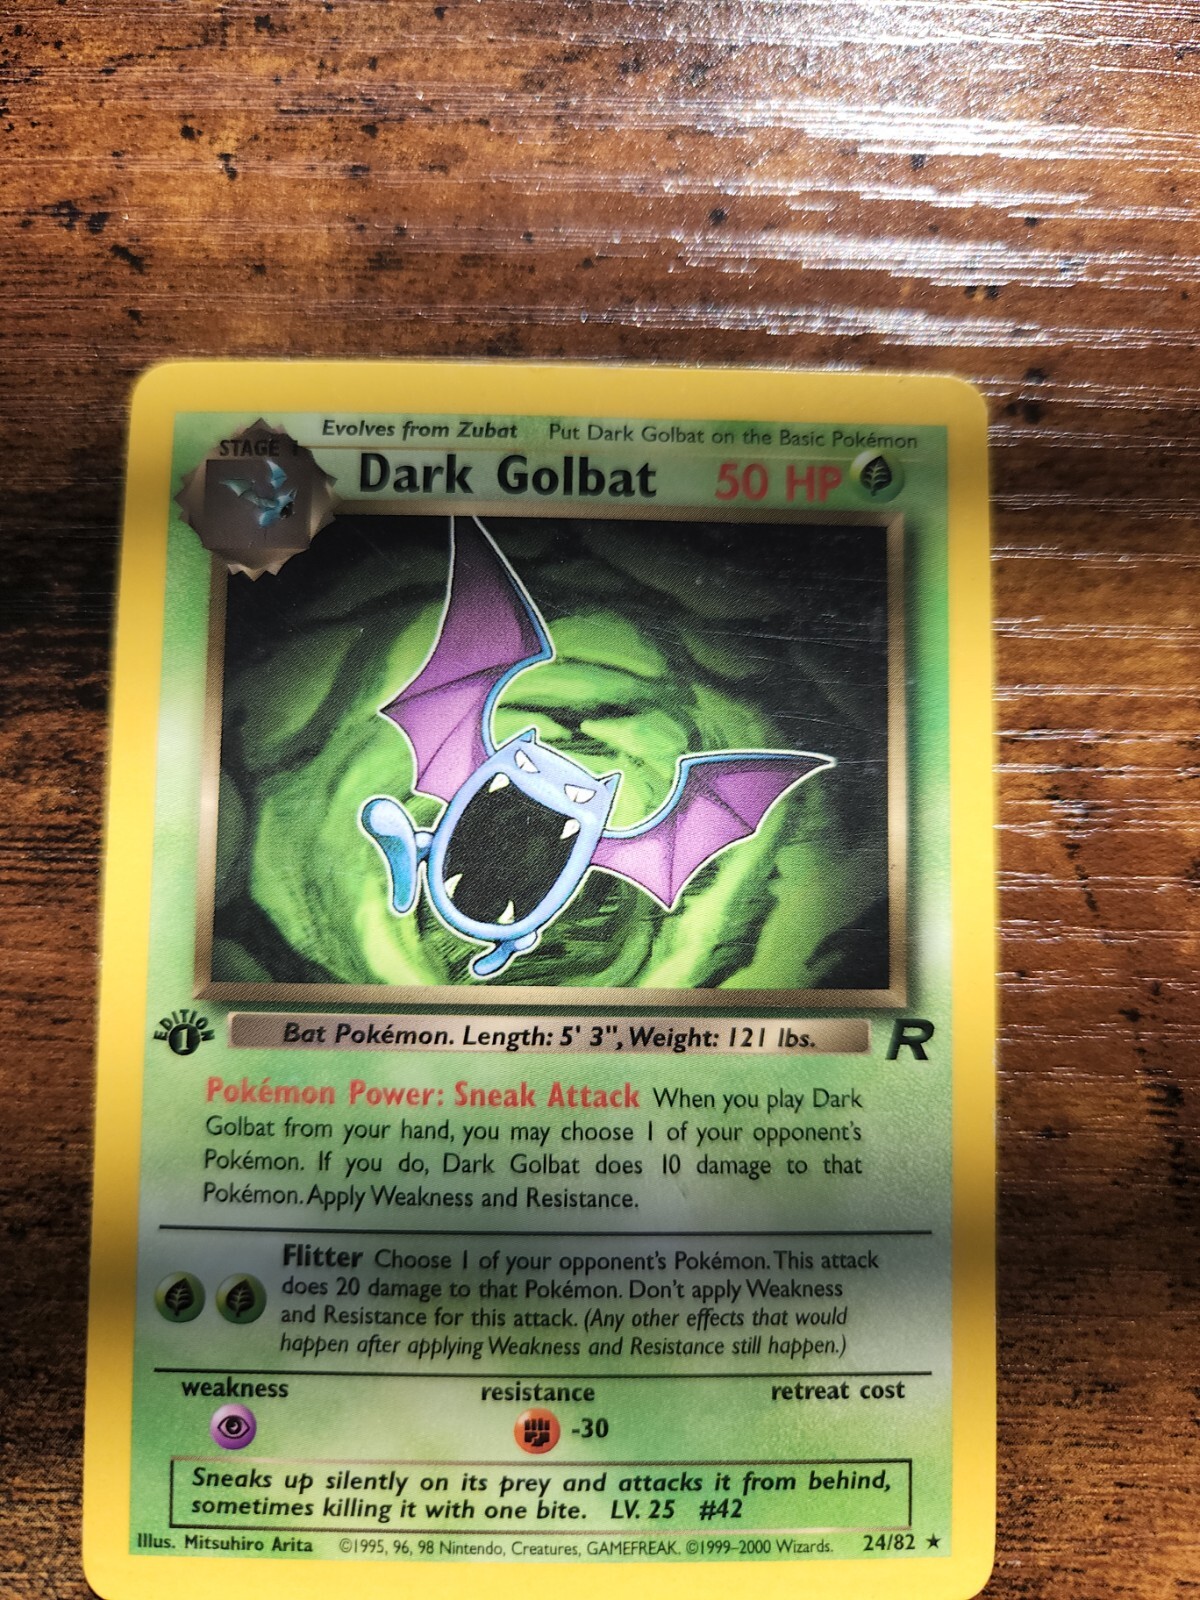 Evolves from Zubat Put Dark Golbat on the Basic Pokémon
STAGE 1
Dark Golbat 50 HP
EDITION 1
Bat Pokémon. Length: 5' 3", Weight: 121 lbs.
R
Pokémon Power: Sneak Attack When you play Dark
Golbat from your hand, you may choose 1 of your opponent's
Pokémon. If you do, Dark Golbat does 10 damage to that
Pokémon. Apply Weakness and Resistance.
Flitter Choose 1 of your opponent's Pokémon. This attack
does 20 damage to that Pokémon. Don't apply Weakness
and Resistance for this attack. (Any other effects that would
happen after applying Weakness and Resistance still happen.)
weakness resistance retreat cost
-30
Sneaks up silently on its prey and attacks it from behind,
sometimes killing it with one bite. LV. 25 #42
Illus. Mitsuhiro Arita ©1995, 96, 98 Nintendo, Creatures, GAMEFREAK. ©1999–2000 Wizards. 24/82 ★